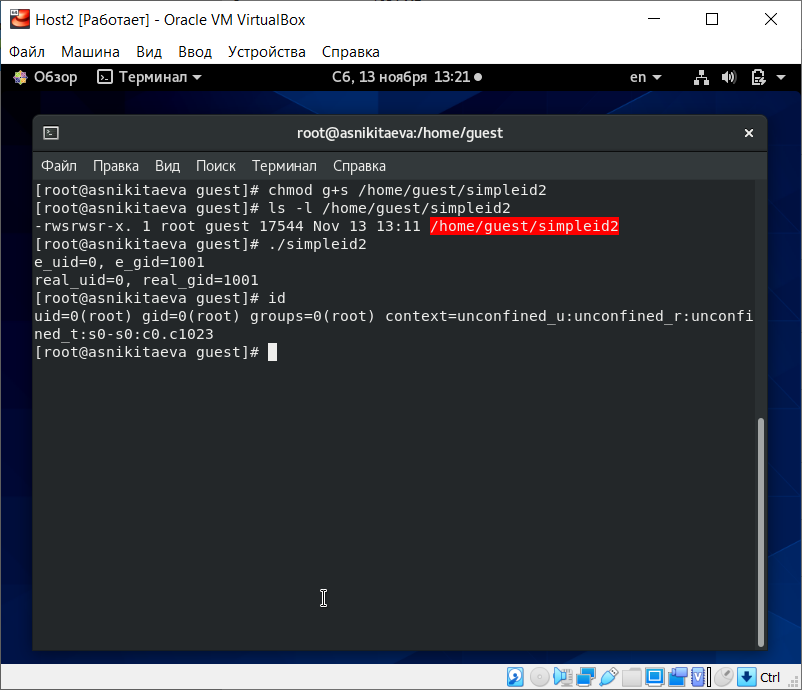 Host2 [Работает] - Oracle VM VirtualBox
Файл Машина Вид Ввод Устройства Справка
Обзор Терминал Сб, 13 ноября 13:21 en
root@asnikitaeva:/home/guest
Файл Правка Вид Поиск Терминал Справка
[root@asnikitaeva guest]# chmod g+s /home/guest/simpleid2
[root@asnikitaeva guest]# ls -l /home/guest/simpleid2
-rwsrwsr-x. 1 root guest 17544 Nov 13 13:11 /home/guest/simpleid2
[root@asnikitaeva guest]# ./simpleid2
e_uid=0, e_gid=1001
real_uid=0, real_gid=1001
[root@asnikitaeva guest]# id
uid=0(root) gid=0(root) groups=0(root) context=unconfined_u:unconfined_r:unconfi
ned_t:s0-s0:c0.c1023
[root@asnikitaeva guest]#
Ctrl